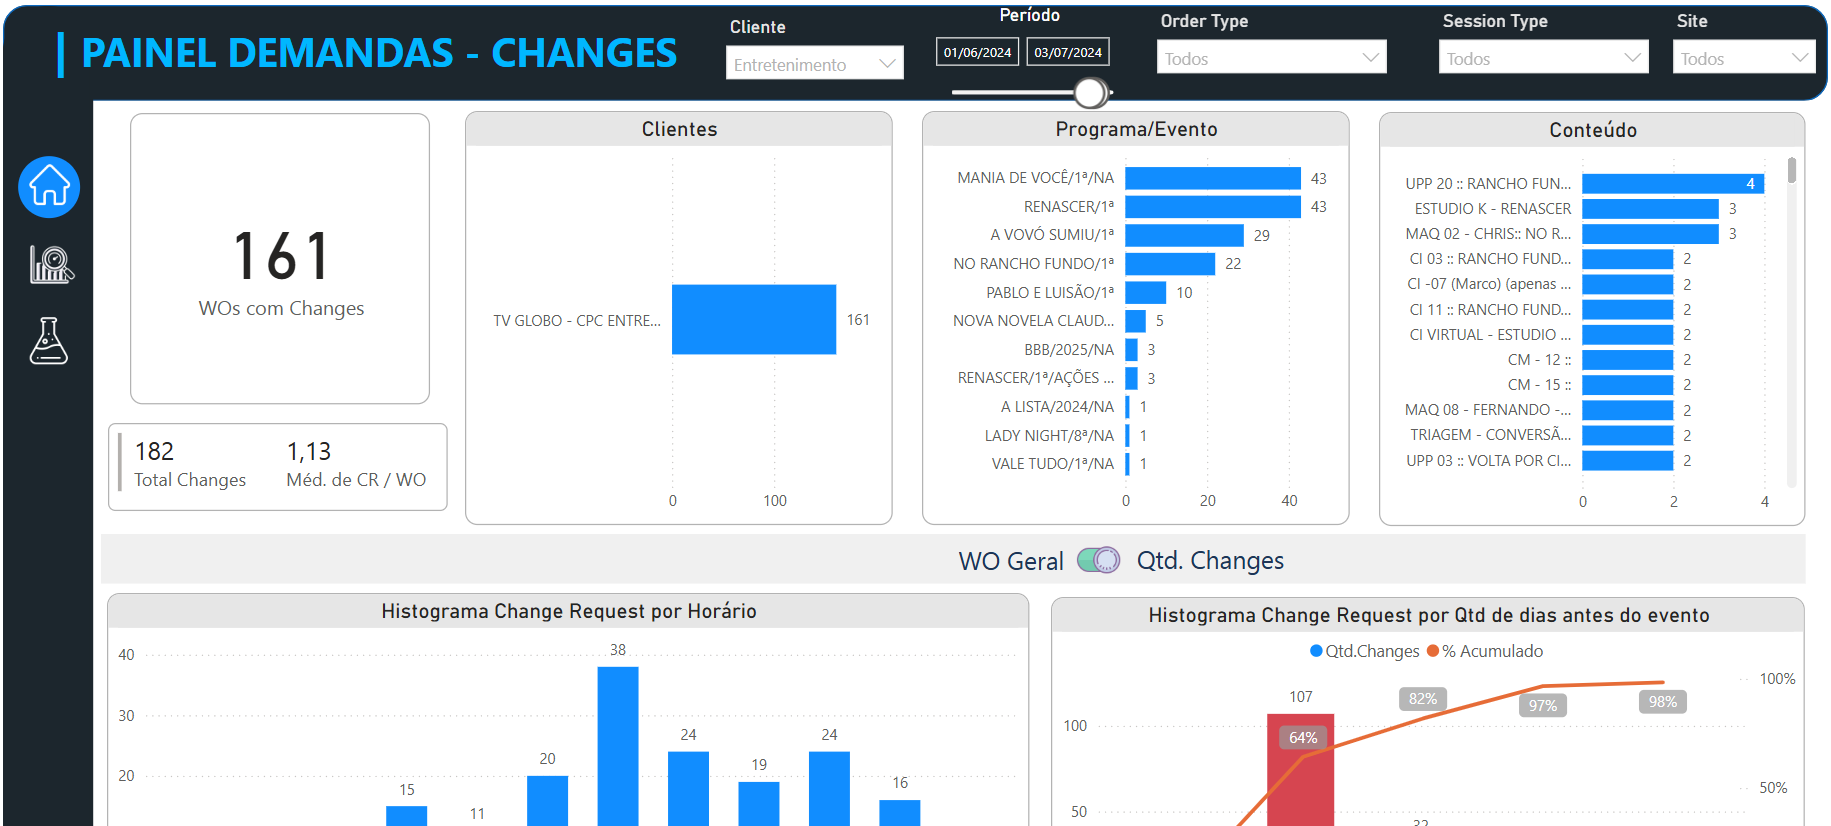 PAINEL DEMANDAS - CHANGES
Cliente
Entretenimento
Período
01/06/2024
03/07/2024
Order Type
Todos
Session Type
Todos
Site
Todos
161
WOs com Changes
182
Total Changes
1,13
Méd. de CR / WO
Clientes
TV GLOBO - CPC ENTRE...
161
0
100
Programa/Evento
MANIA DE VOCÊ/1ª/NA 43
RENASCER/1ª 43
A VOVÓ SUMIU/1ª 29
NO RANCHO FUNDO/1ª 22
PABLO E LUISÃO/1ª 10
NOVA NOVELA CLAUD... 5
BBB/2025/NA 3
RENASCER/1ª/AÇÕES ... 3
A LISTA/2024/NA 1
LADY NIGHT/8ª/NA 1
VALE TUDO/1ª/NA 1
0 20 40
Conteúdo
UPP 20 :: RANCHO FUN... 4
ESTUDIO K - RENASCER 3
MAQ 02 - CHRIS:: NO R... 3
CI 03 :: RANCHO FUND... 2
CI -07 (Marco) (apenas ... 2
CI 11 :: RANCHO FUND... 2
CI VIRTUAL - ESTUDIO ... 2
CM - 12 :: 2
CM - 15 :: 2
MAQ 08 - FERNANDO -... 2
TRIAGEM - CONVERSÃ... 2
UPP 03 :: VOLTA POR CI... 2
0 2 4
WO Geral
Qtd. Changes
Histograma Change Request por Horário
40
30
20
15
11
20
38
24
19
24
16
Histograma Change Request por Qtd de dias antes do evento
Qtd.Changes
% Acumulado
100
50
107
32
64%
82%
97%
98%
100%
50%